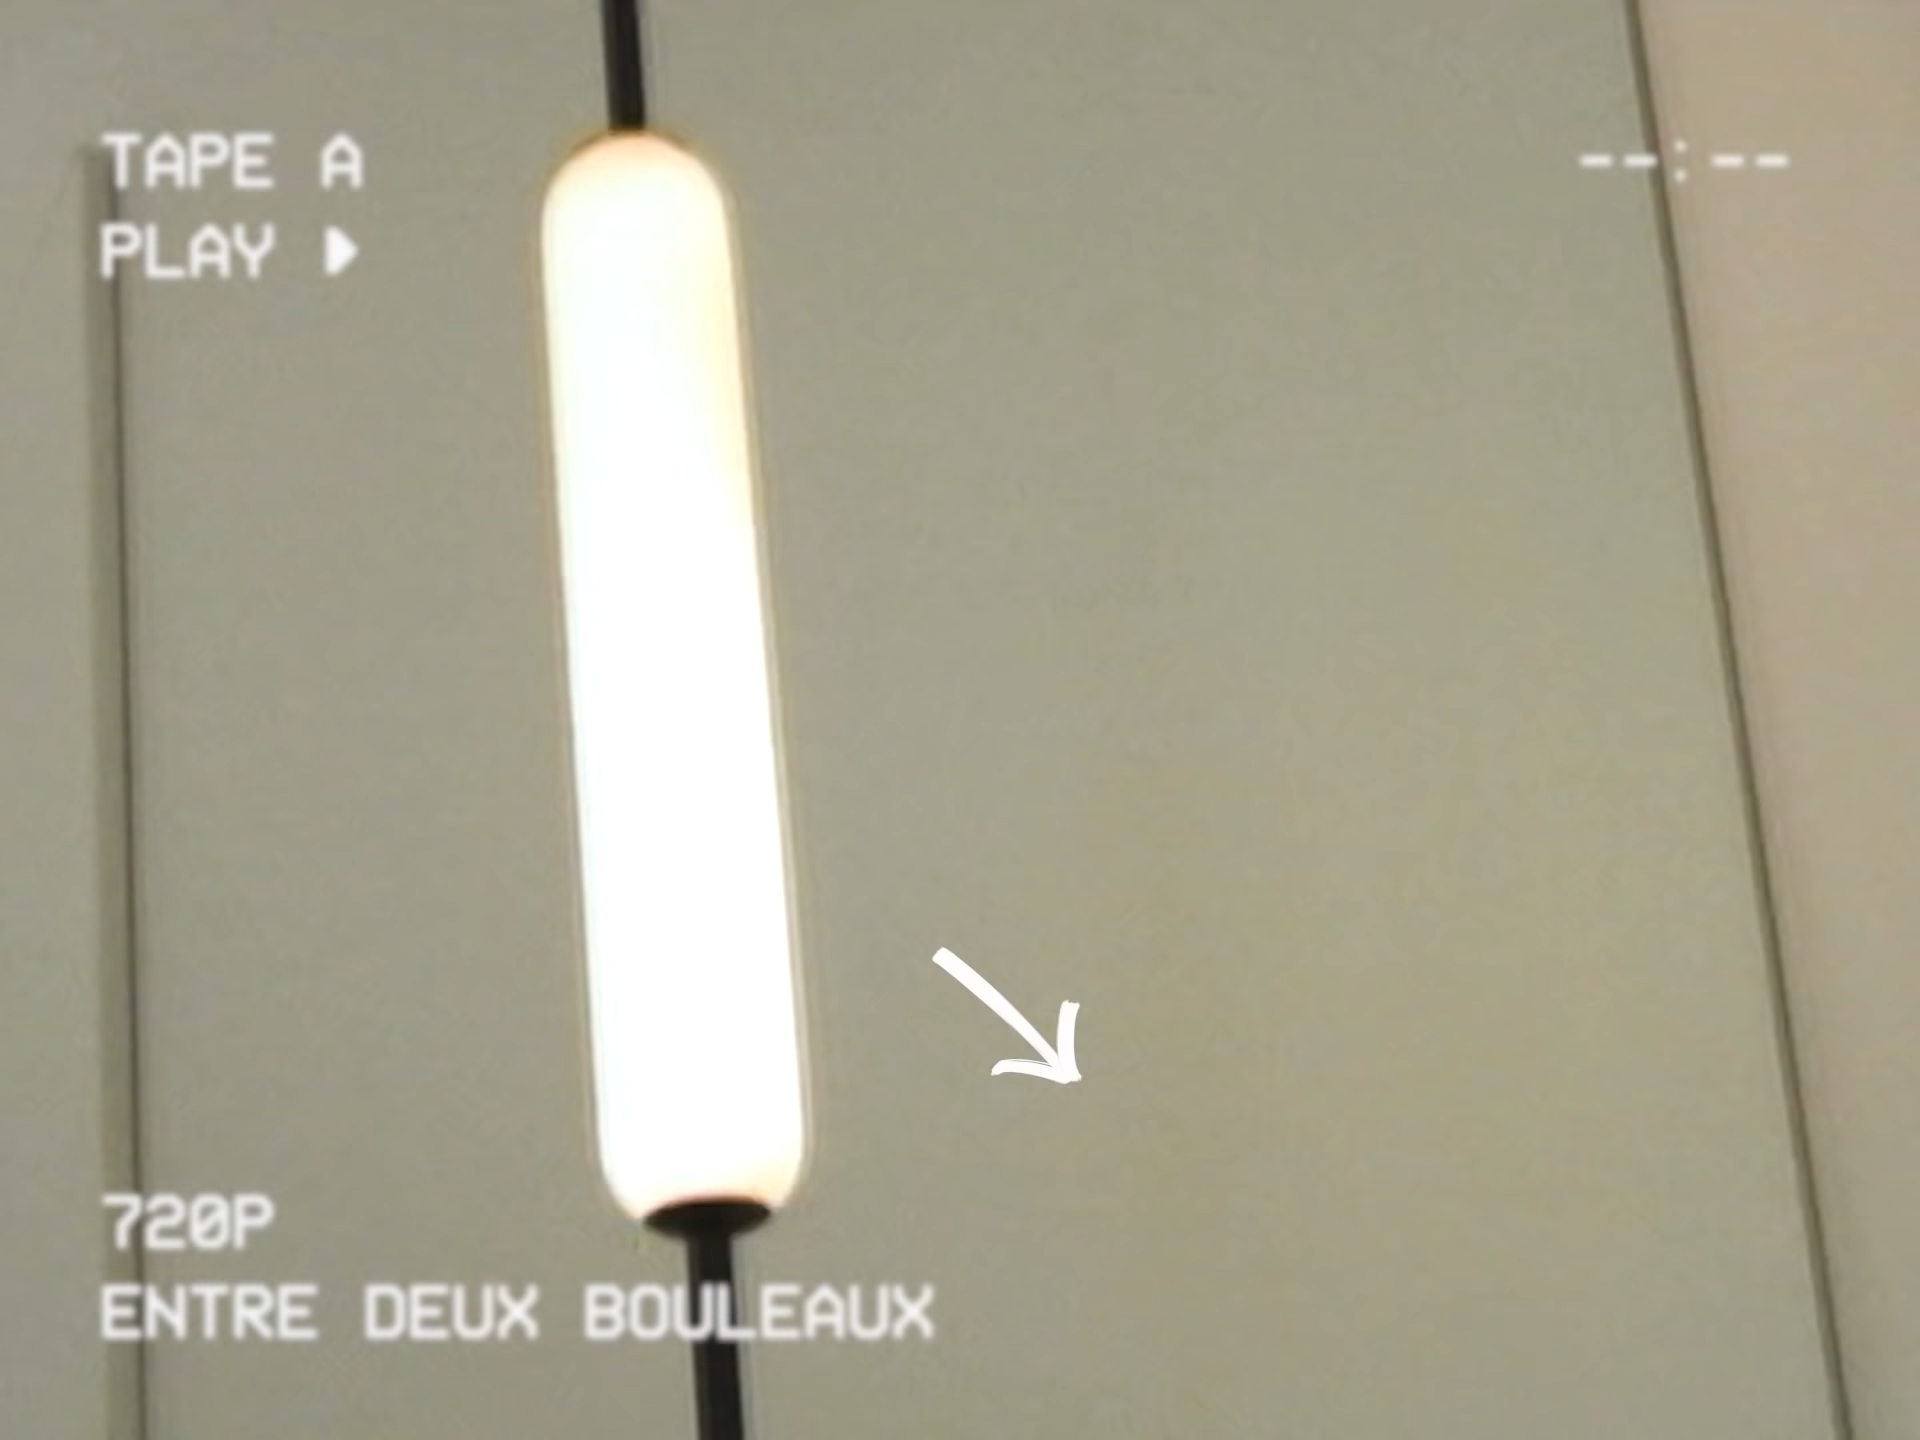 TAPE A
--:--
PLAY
720P
ENTRE DEUX BOULEAUX